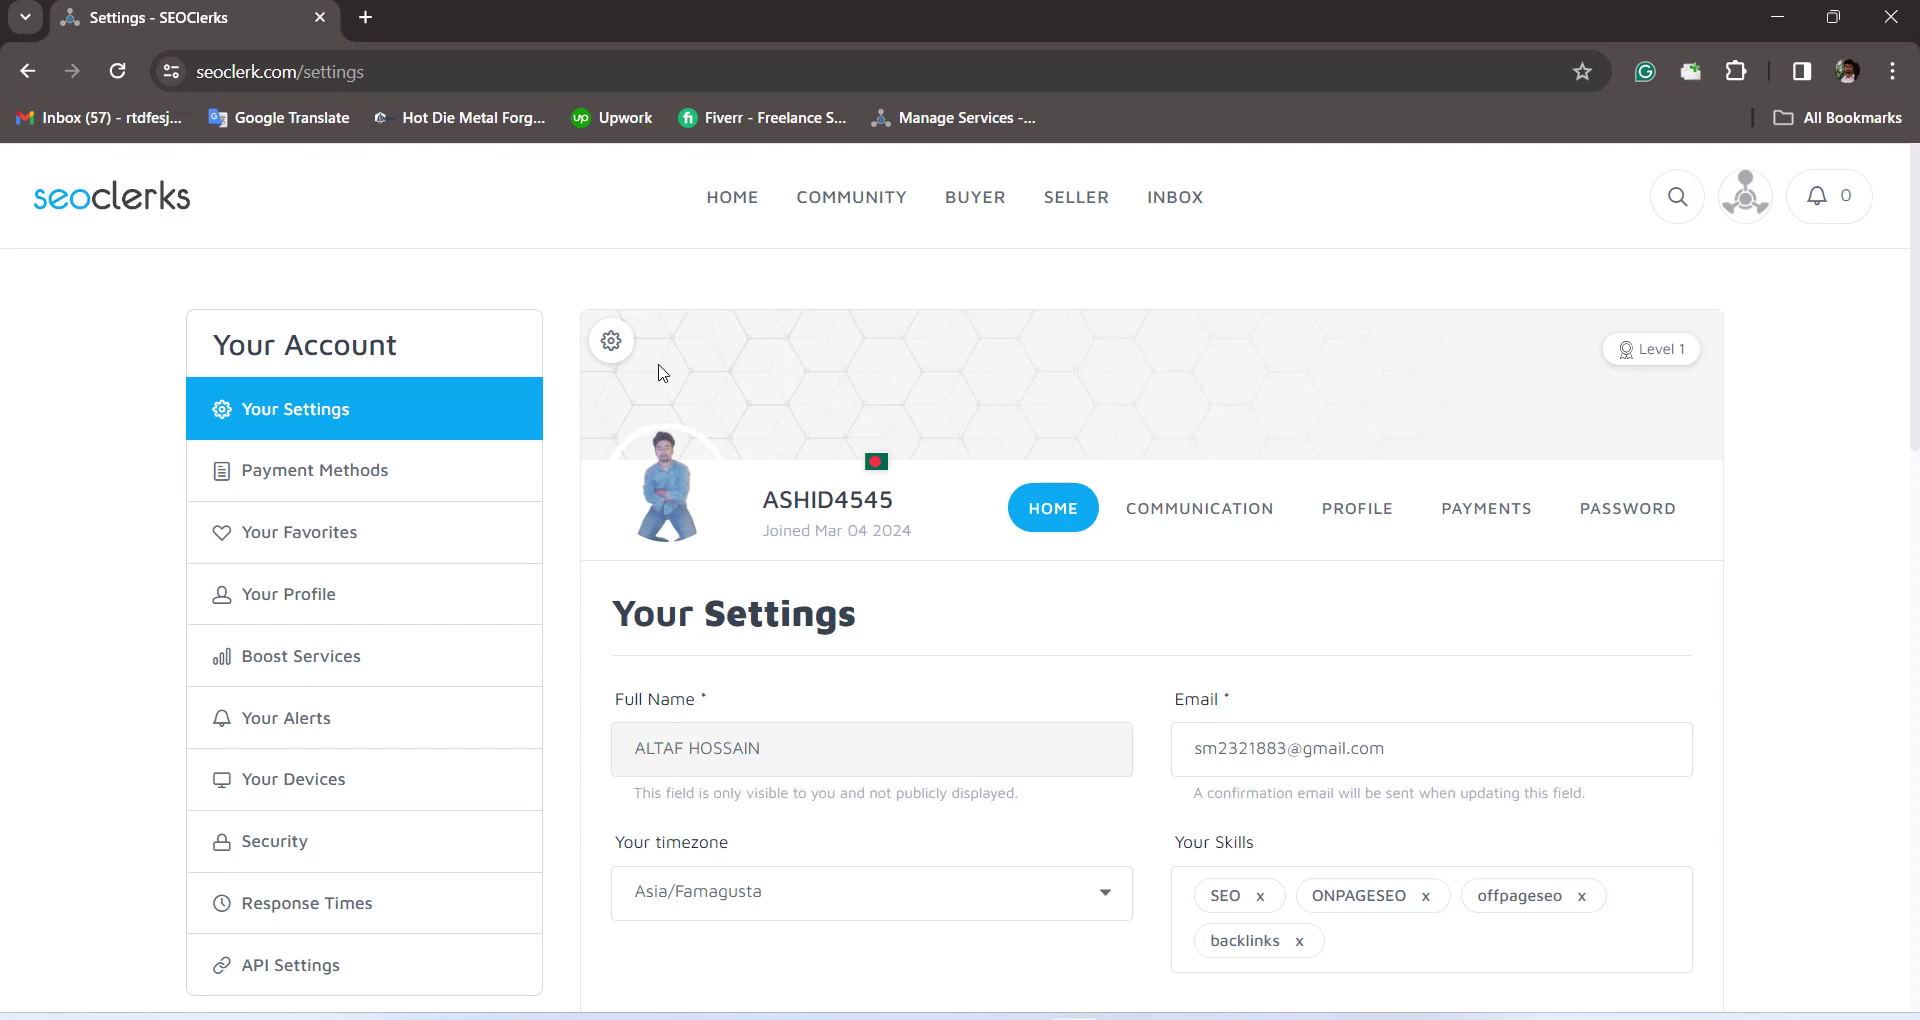 Settings - SEOClerks
seoclerk.com/settings
Inbox (57) - rtdfesj...
Google Translate
Hot Die Metal Forg...
up Upwork
fi Fiverr - Freelance S...
Manage Services -...
All Bookmarks
seoclerks
HOME
COMMUNITY
BUYER
SELLER
INBOX
0
Your Account
Your Settings
Payment Methods
Your Favorites
Your Profile
Boost Services
Your Alerts
Your Devices
Security
Response Times
API Settings
Level 1
ASHID4545
Joined Mar 04 2024
HOME
COMMUNICATION
PROFILE
PAYMENTS
PASSWORD
Your Settings
Full Name *
ALTAF HOSSAIN
This field is only visible to you and not publicly displayed.
Email *
sm2321883@gmail.com
A confirmation email will be sent when updating this field.
Your timezone
Asia/Famagusta
Your Skills
SEO x
ONPAGESEO x
offpageseo x
backlinks x